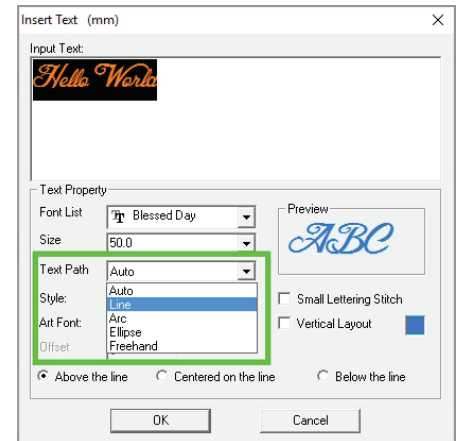 Insert Text (mm)
Input Text:
Hello World
Text Property
Font List
Blessed Day
Preview
ABC
Size
50.0
Text Path
Auto
Auto
Line
Arc
Ellipse
Freehand
Style:
Art Font:
Offset
Small Lettering Stitch
Vertical Layout
Above the line
Centered on the line
Below the line
OK
Cancel